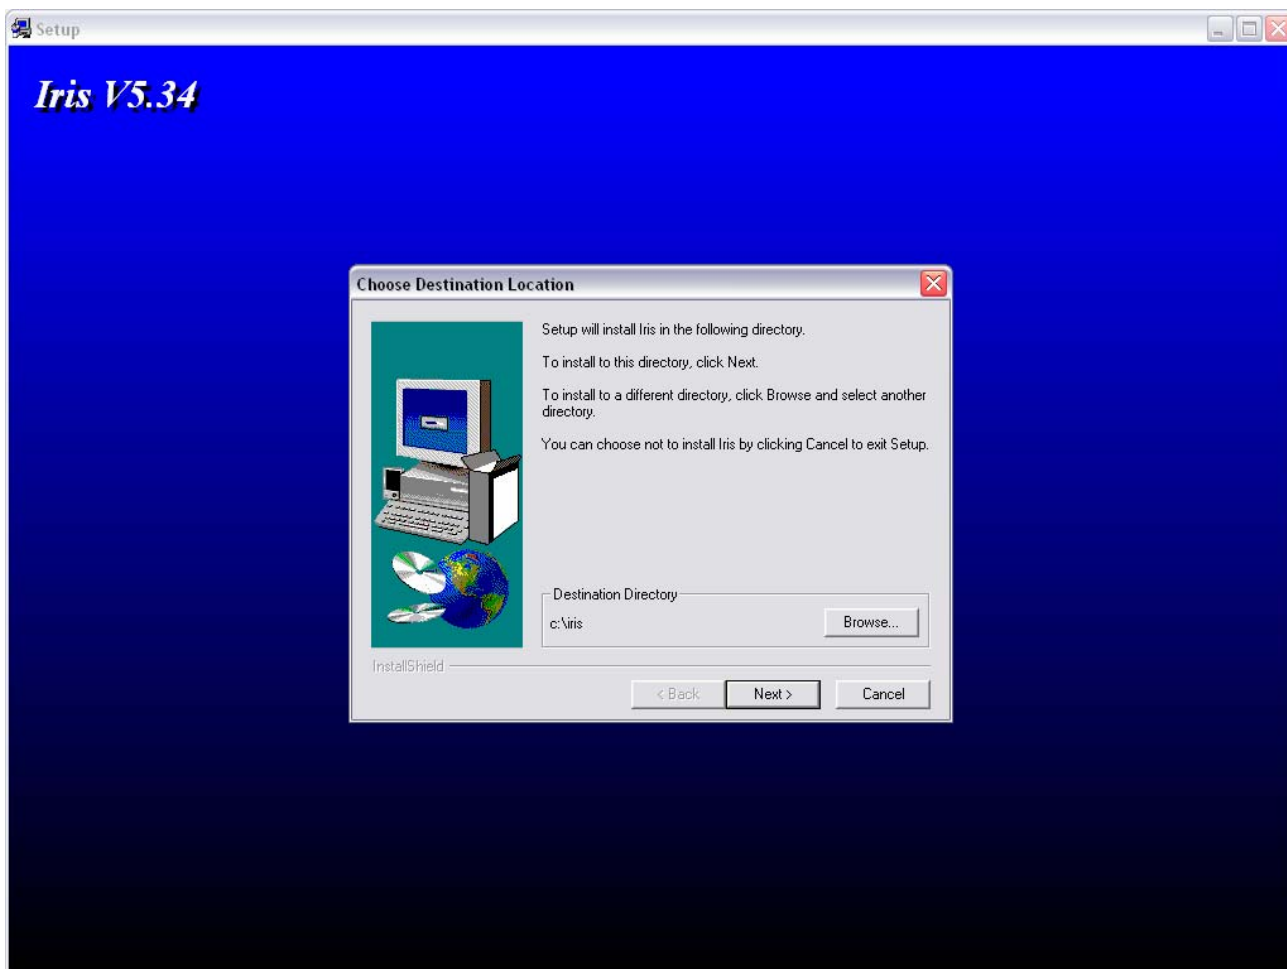 Setup
Iris V5.34
Choose Destination Location
Setup will install Iris in the following directory.
To install to this directory, click Next.
To install to a different directory, click Browse and select another
directory.
You can choose not to install Iris by clicking Cancel to exit Setup.
Destination Directory
c:\iris
Browse...
InstallShield
< Back
Next >
Cancel